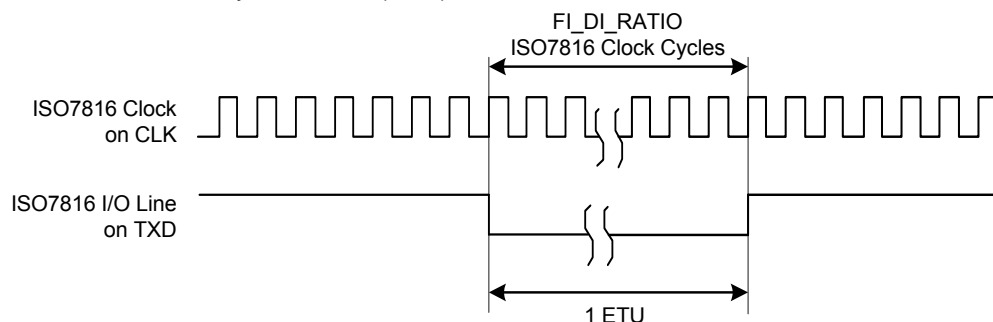 FI_DI_RATIO
ISO7816 Clock Cycles
ISO7816 Clock
on CLK
ISO7816 I/O Line
on TXD
1 ETU